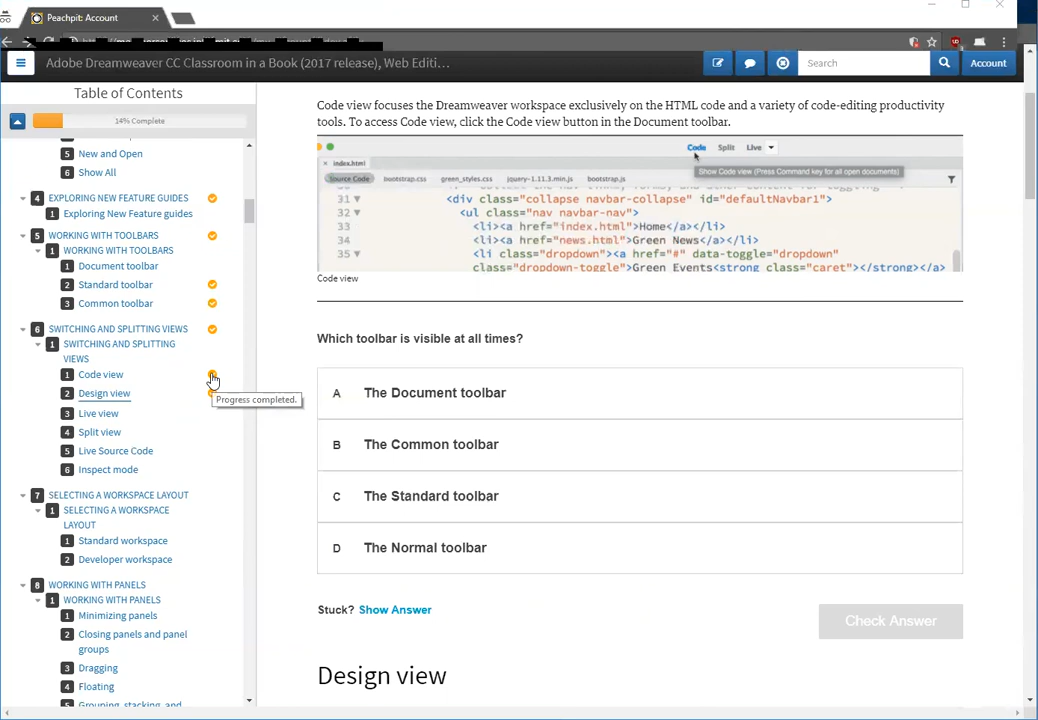 Peachpit: Account
Adobe Dreamweaver CC Classroom in a Book (2017 release), Web Editi...
Search
Account
Table of Contents
14% Complete
5 New and Open
6 Show All
4 EXPLORING NEW FEATURE GUIDES
1 Exploring New Feature guides
5 WORKING WITH TOOLBARS
1 WORKING WITH TOOLBARS
1 Document toolbar
2 Standard toolbar
3 Common toolbar
6 SWITCHING AND SPLITTING VIEWS
1 SWITCHING AND SPLITTING
VIEWS
1 Code view
Progress completed.
2 Design view
3 Live view
4 Split view
5 Live Source Code
6 Inspect mode
7 SELECTING A WORKSPACE LAYOUT
1 SELECTING A WORKSPACE
LAYOUT
1 Standard workspace
2 Developer workspace
8 WORKING WITH PANELS
1 WORKING WITH PANELS
1 Minimizing panels
2 Closing panels and panel
groups
3 Dragging
4 Floating
5 Grouping, stacking, and
Code view focuses the Dreamweaver workspace exclusively on the HTML code and a variety of code-editing productivity
tools. To access Code view, click the Code view button in the Document toolbar.
Code Split Live
index.html
Show Code view (Press Command key for all open documents)
Source Code bootstrap.css green_styles.css jquery-1.11.3.min.js bootstrap.js
31 <div class="collapse navbar-collapse" id="defaultNavbar1">
32 <ul class="nav navbar-nav">
33 <li><a href="index.html">Home</a></li>
34 <li><a href="news.html">Green News</a></li>
35 <li class="dropdown"><a href="#" data-toggle="dropdown"
class="dropdown-toggle">Green Events<strong class="caret"></strong></a>
Code view
Which toolbar is visible at all times?
A The Document toolbar
B The Common toolbar
C The Standard toolbar
D The Normal toolbar
Stuck? Show Answer
Check Answer
Design view